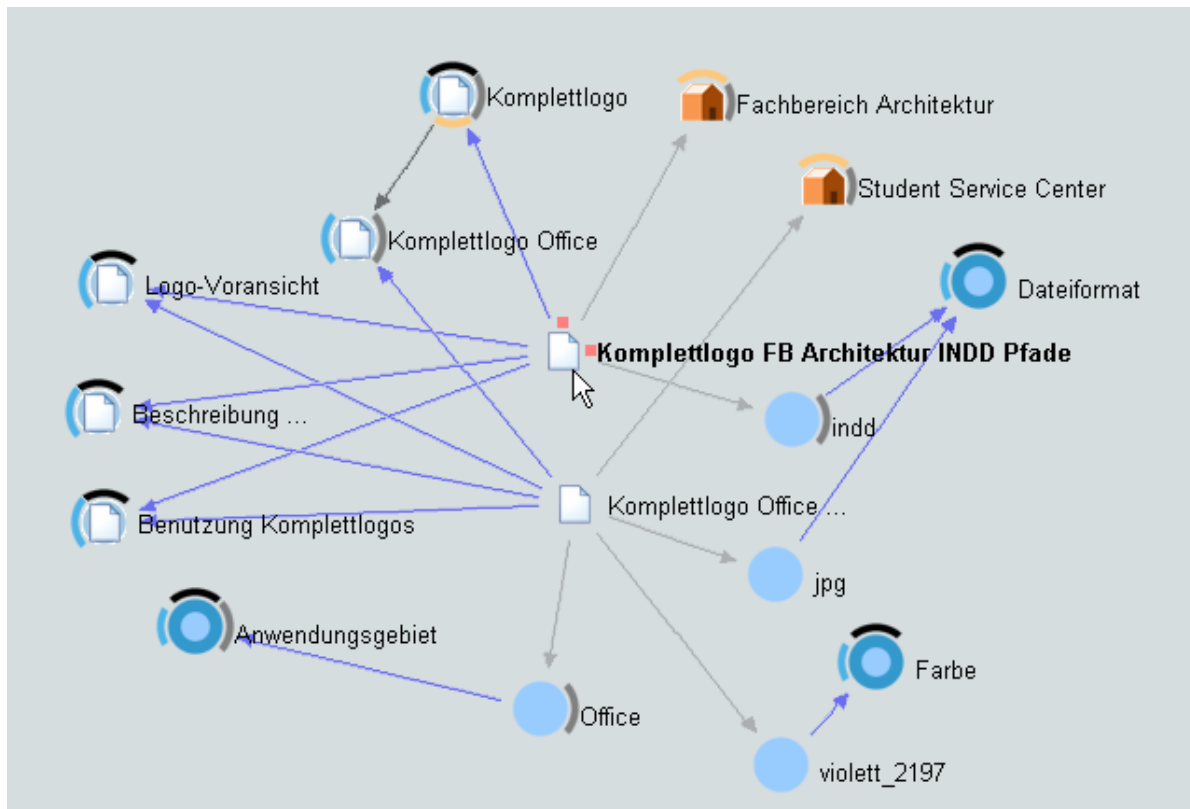 Komplettlogo
Fachbereich Architektur
Student Service Center
Komplettlogo Office
Logo-Voransicht
Dateiformat
Komplettlogo FB Architektur INDD Pfade
Beschreibung ...
indd
Komplettlogo Office ...
Benutzung Komplettlogos
jpg
Anwendungsgebiet
Farbe
Office
violett_2197